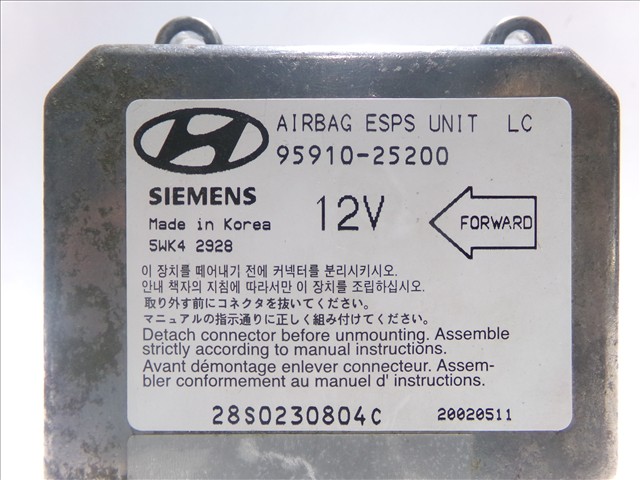 AIRBAG ESPS UNIT LC
95910-25200
SIEMENS
Made in Korea
5WK4 2928
12V
FORWARD
이 장치를 떼어내기 전에 커넥터를 분리시키시오.
안내 책자의 지침에 따라서만 이 장치를 조립하십시오.
取り外す前にコネクタを抜いてください。
マニュアルの指示通りに正しく組み付けてください。
Detach connector before unmounting. Assemble
strictly according to manual instructions.
Avant démontage enlever connecteur. Assem-
bler conformement au manuel d' instructions.
28S0230804C 20020511